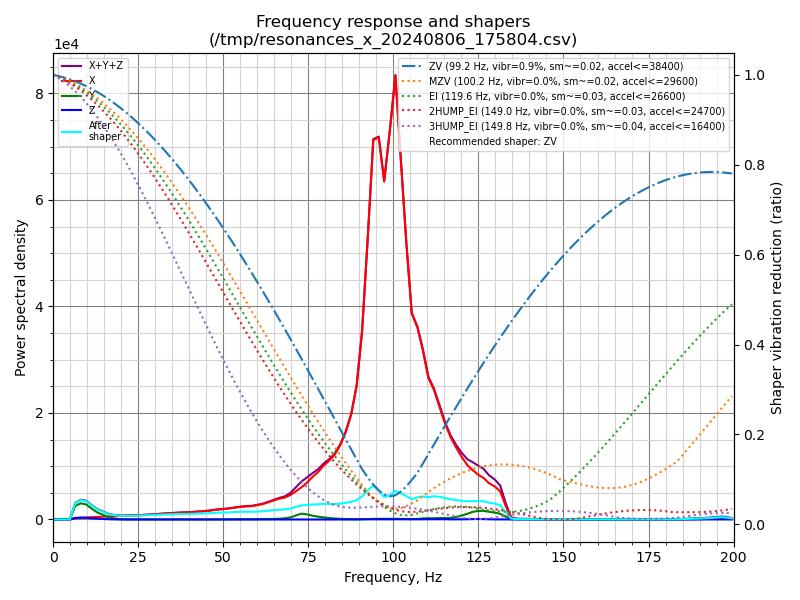 Frequency response and shapers
(/tmp/resonances_x_20240806_175804.csv)
1e4
X+Y+Z
X
Y
Z
After
shaper
ZV (99.2 Hz, vibr=0.9%, sm~=0.02, accel<=38400)
MZV (100.2 Hz, vibr=0.0%, sm~=0.02, accel<=29600)
EI (119.6 Hz, vibr=0.0%, sm~=0.03, accel<=26600)
2HUMP_EI (149.0 Hz, vibr=0.0%, sm~=0.03, accel<=24700)
3HUMP_EI (149.8 Hz, vibr=0.0%, sm~=0.04, accel<=16400)
Recommended shaper: ZV
Power spectral density
8
6
4
2
0
1.0
0.8
0.6
0.4
0.2
0.0
Shaper vibration reduction (ratio)
0 25 50 75 100 125 150 175 200
Frequency, Hz